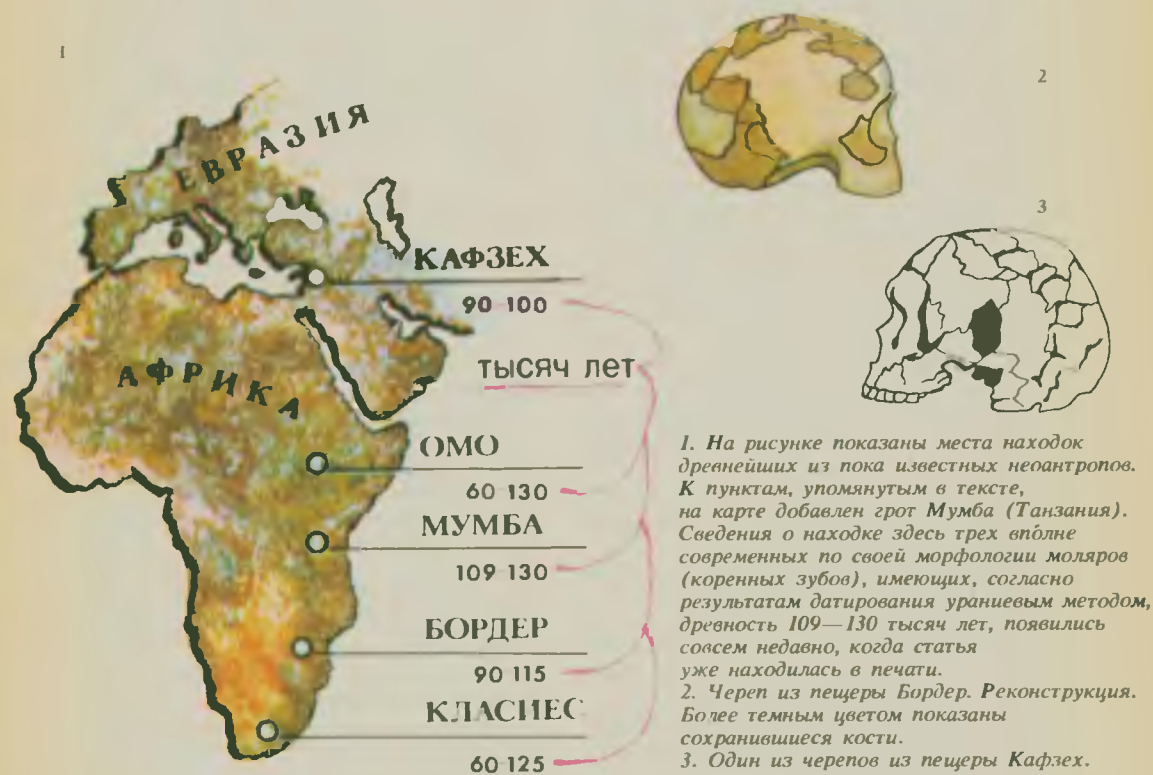 1
2
3
ЕВРАЗИЯ
КАФЗЕХ
90 100
тысяч лет
АФРИКА
ОМО
60 130
МУМБА
109 130
БОРДЕР
90 115
КЛАСИЕС
60 125
1. На рисунке показаны места находок
древнейших из пока известных неоантропов.
К пунктам, упомянутым в тексте,
на карте добавлен грот Мумба (Танзания).
Сведения о находке здесь трех вполне
современных по своей морфологии моляров
(коренных зубов), имеющих, согласно
результатам датирования ураниевым методом,
древность 109—130 тысяч лет, появились
совсем недавно, когда статья
уже находилась в печати.
2. Череп из пещеры Бордер. Реконструкция.
Более темным цветом показаны
сохранившиеся кости.
3. Один из черепов из пещеры Кафзех.